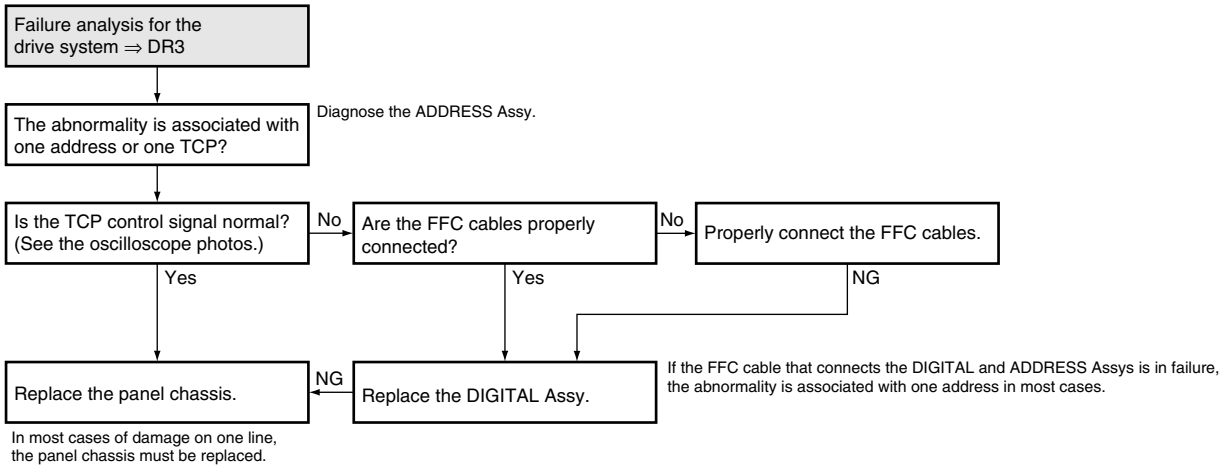 Failure analysis for the
drive system ⇒ DR3
The abnormality is associated with
one address or one TCP?
Diagnose the ADDRESS Assy.
Is the TCP control signal normal?
(See the oscilloscope photos.)
No
Are the FFC cables properly
connected?
No
Properly connect the FFC cables.
Yes
Yes
NG
Replace the panel chassis.
NG
Replace the DIGITAL Assy.
If the FFC cable that connects the DIGITAL and ADDRESS Assys is in failure,
the abnormality is associated with one address in most cases.
In most cases of damage on one line,
the panel chassis must be replaced.